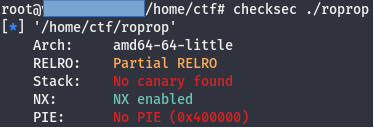 root@ :/home/ctf# checksec ./roprop
[*] '/home/ctf/roprop'
Arch: amd64-64-little
RELRO: Partial RELRO
Stack: No canary found
NX: NX enabled
PIE: No PIE (0x400000)